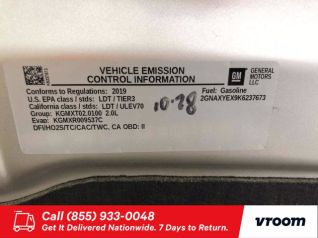 VEHICLE EMISSION
CONTROL INFORMATION
GM
GENERAL
MOTORS LLC
Conforms to Regulations: 2019
Fuel: Gasoline
U.S. EPA class / stds: LDT / TIER3
2GNAXYEX9K6237673
California class / stds: LDT / ULEV70
Group: KGMXT02.0100 2.0L
Evap: KGMXR0095
DFI/HO2S/TC/CAC/TWC, CA OBD: II
10.28
Call (855) 933-0048
Get It Delivered Nationwide. 7 Days to Return.
vroom